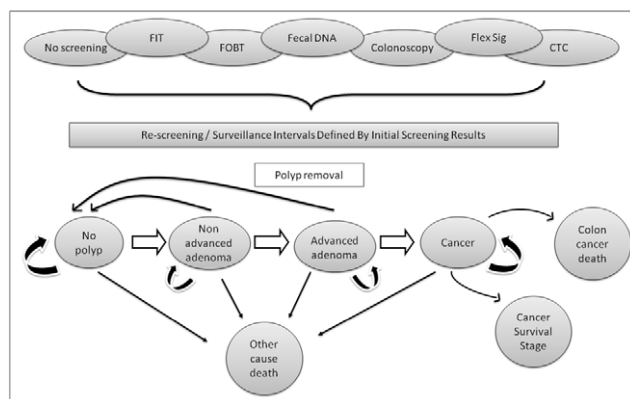 No screening
FIT
FOBT
Fecal DNA
Colonoscopy
Flex Sig
CTC
Re-screening / Surveillance Intervals Defined By Initial Screening Results
Polyp removal
No
polyp
Non
advanced
adenoma
Advanced
adenoma
Cancer
Colon
cancer
death
Cancer
Survival
Stage
Other
cause
death